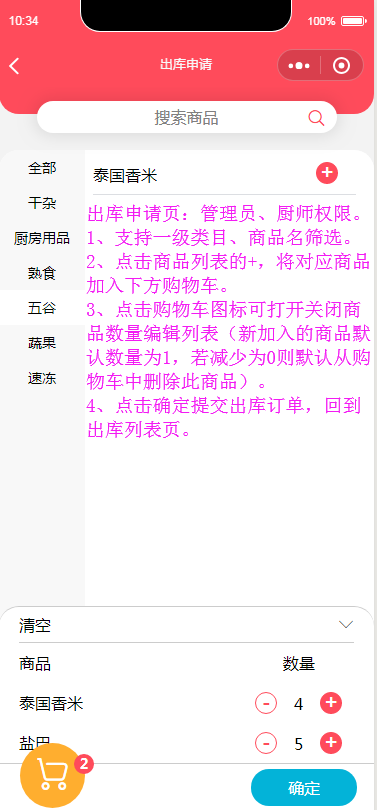 10:34 100%
出库申请
搜索商品
全部
干杂
厨房用品
熟食
五谷
蔬果
速冻
泰国香米 +
出库申请页：管理员、厨师权限。
1、支持一级类目、商品名筛选。
2、点击商品列表的+，将对应商品
加入下方购物车。
3、点击购物车图标可打开关闭商
品数量编辑列表（新加入的商品默
认数量为1，若减少为0则默认从购
物车中删除此商品）。
4、点击确定提交出库订单，回到
出库列表页。
清空
商品 数量
泰国香米 - 4 +
盐巴 - 5 +
2
确定